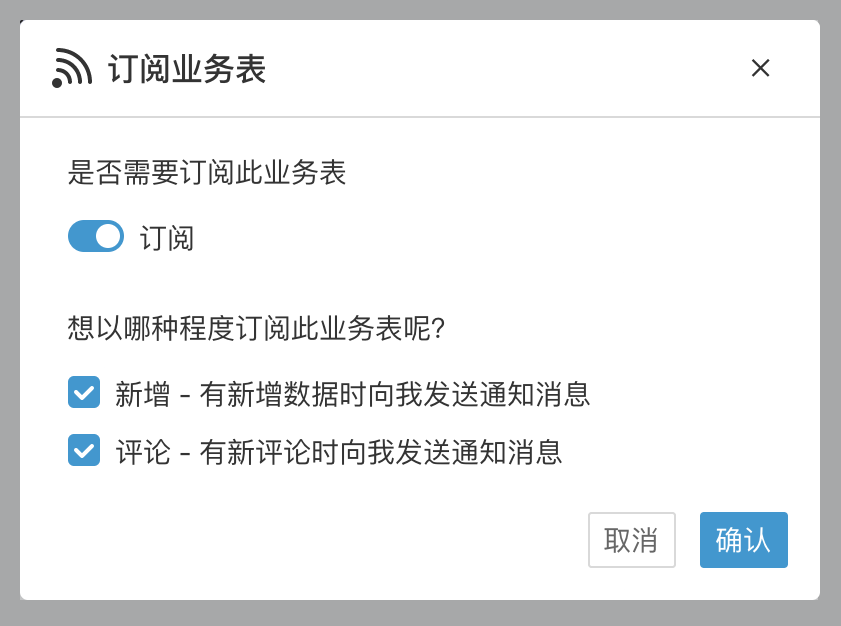 订阅业务表
是否需要订阅此业务表
订阅
想以哪种程度订阅此业务表呢?
新增 - 有新增数据时向我发送通知消息
评论 - 有新评论时向我发送通知消息
取消 确认